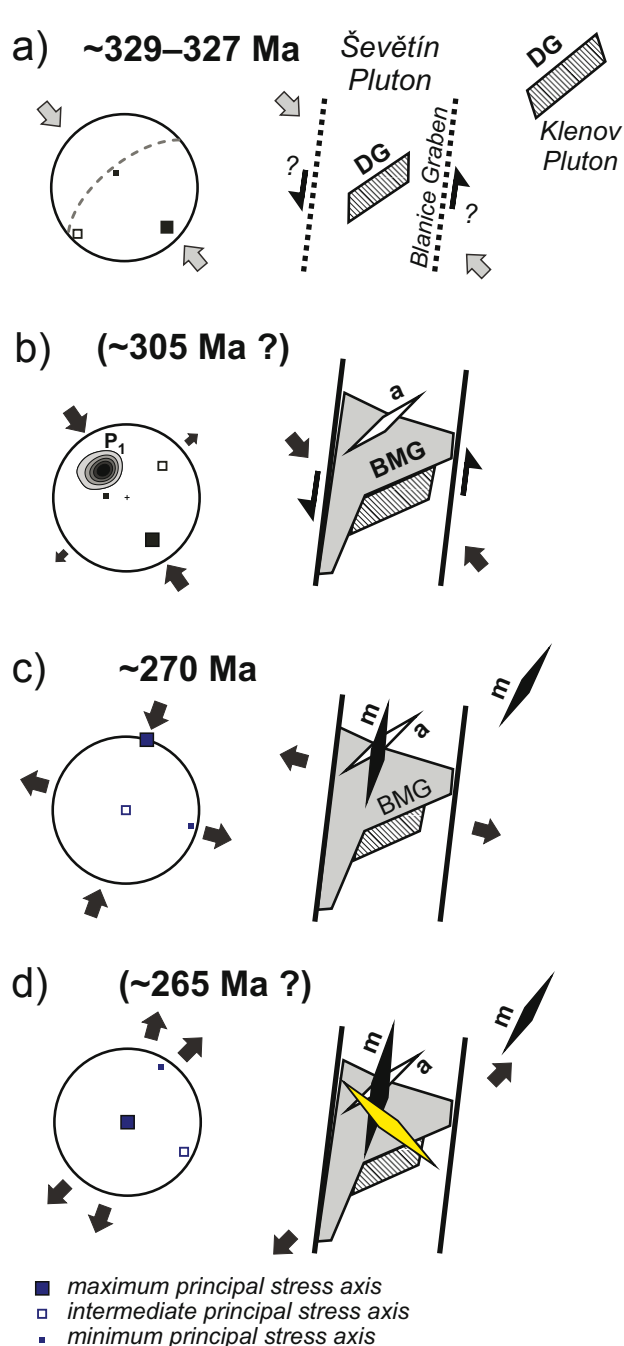 a) ~329–327 Ma
Ševětín
Pluton
DG
Klenov
Pluton
?
DG
Blanice Graben
?
b) (~305 Ma ?)
P1
a
BMG
c) ~270 Ma
m
m
a
BMG
d) (~265 Ma ?)
m
m
a
maximum principal stress axis
intermediate principal stress axis
minimum principal stress axis